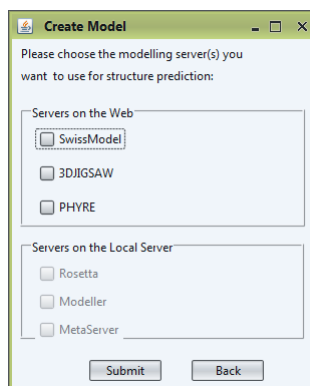 Create Model
Please choose the modelling server(s) you
want to use for structure prediction:
Servers on the Web
SwissModel
3DJIGSAW
PHYRE
Servers on the Local Server
Rosetta
Modeller
MetaServer
Submit
Back